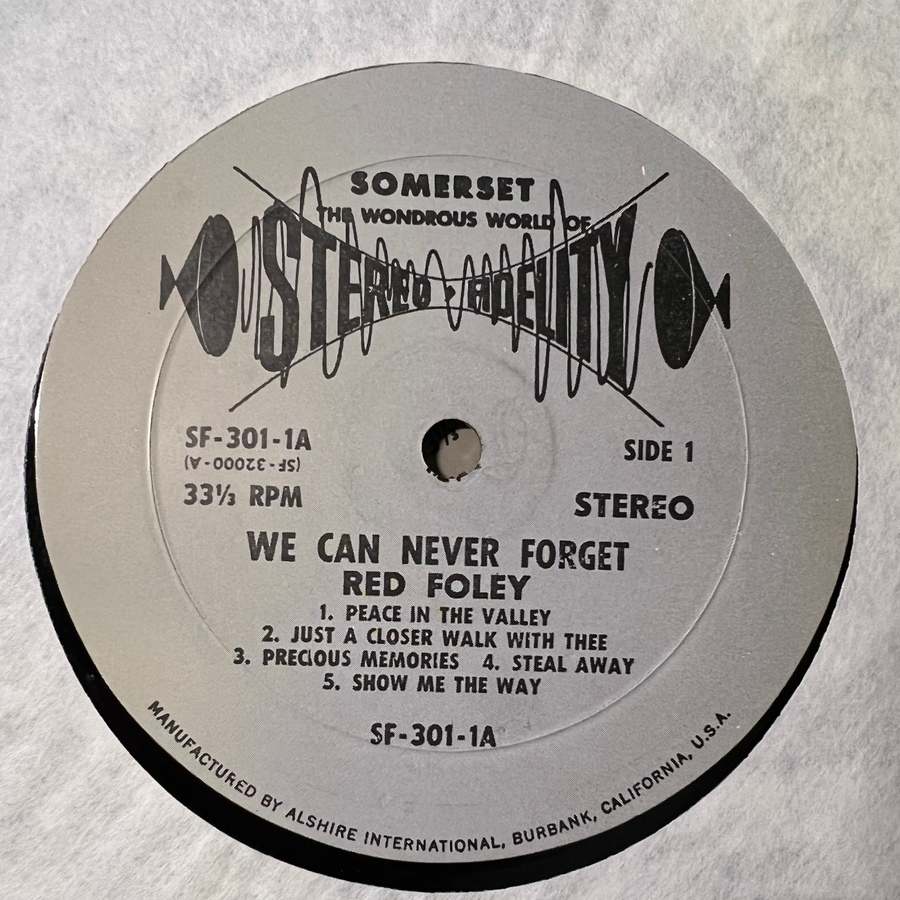 SOMERSET
THE WONDROUS WORLD OF
STEREO-FIDELITY
SF-301-1A
(SF-32000-A)
33⅓ RPM
SIDE 1
STEREO
WE CAN NEVER FORGET
RED FOLEY
1. PEACE IN THE VALLEY
2. JUST A CLOSER WALK WITH THEE
3. PRECIOUS MEMORIES 4. STEAL AWAY
5. SHOW ME THE WAY
SF-301-1A
MANUFACTURED BY ALSHIRE INTERNATIONAL, BURBANK, CALIFORNIA, U.S.A.